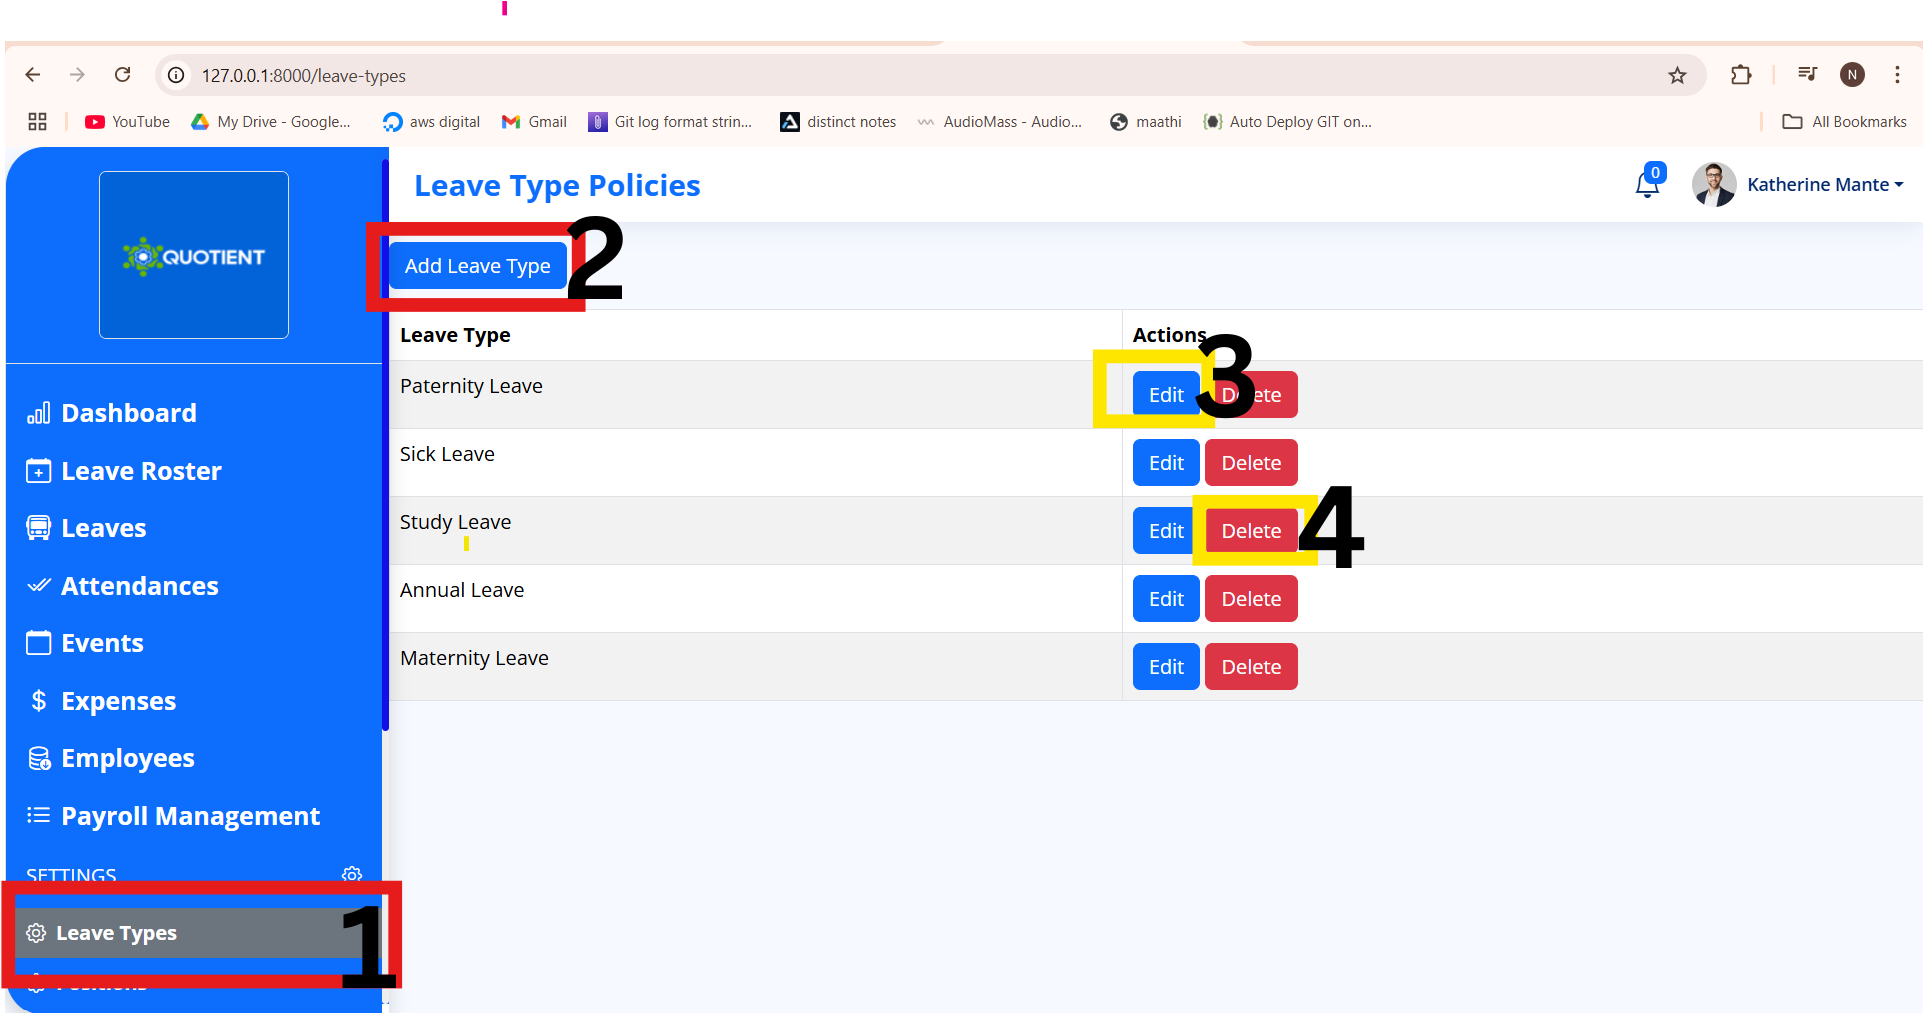 127.0.0.1:8000/leave-types
N
YouTube My Drive - Google... aws digital Gmail Git log format strin... distinct notes AudioMass - Audio... maathi Auto Deploy GIT on... All Bookmarks
QUOTIENT
Leave Type Policies
0
Katherine Mante
Add Leave Type
2
Leave Type Actions
Paternity Leave Edit
3
Sick Leave Edit Delete
Study Leave Edit Delete
4
Annual Leave Edit Delete
Maternity Leave Edit Delete
Dashboard
Leave Roster
Leaves
Attendances
Events
Expenses
Employees
Payroll Management
SETTINGS
Leave Types
1